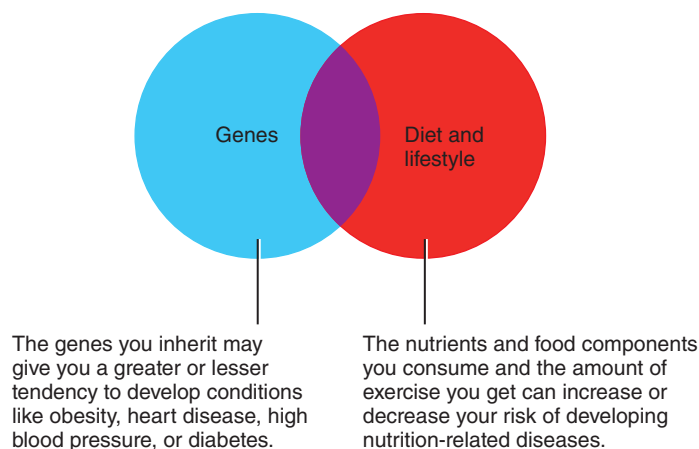 Genes
Diet and
lifestyle
The genes you inherit may
give you a greater or lesser
tendency to develop conditions
like obesity, heart disease, high
blood pressure, or diabetes.
The nutrients and food components
you consume and the amount of
exercise you get can increase or
decrease your risk of developing
nutrition-related diseases.